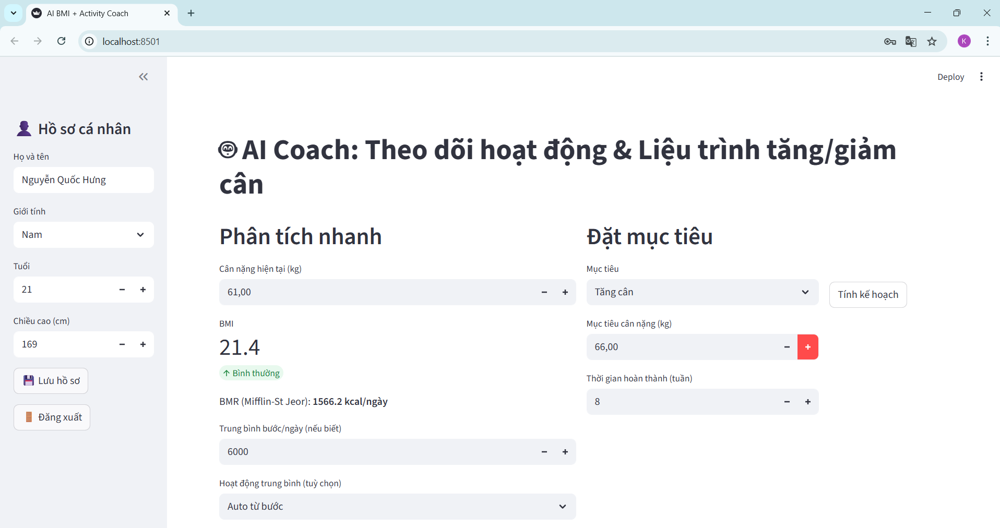 AI BMI + Activity Coach
localhost:8501
K
Deploy
Hồ sơ cá nhân
Họ và tên
Nguyễn Quốc Hưng
Giới tính
Nam
Tuổi
21
Chiều cao (cm)
169
Lưu hồ sơ
Đăng xuất
AI Coach: Theo dõi hoạt động & Liệu trình tăng/giảm
cân
Phân tích nhanh
Cân nặng hiện tại (kg)
61,00
BMI
21.4
↑ Bình thường
BMR (Mifflin-St Jeor): 1566.2 kcal/ngày
Trung bình bước/ngày (nếu biết)
6000
Hoạt động trung bình (tuỳ chọn)
Auto từ bước
Đặt mục tiêu
Mục tiêu
Tăng cân
Tính kế hoạch
Mục tiêu cân nặng (kg)
66,00
Thời gian hoàn thành (tuần)
8